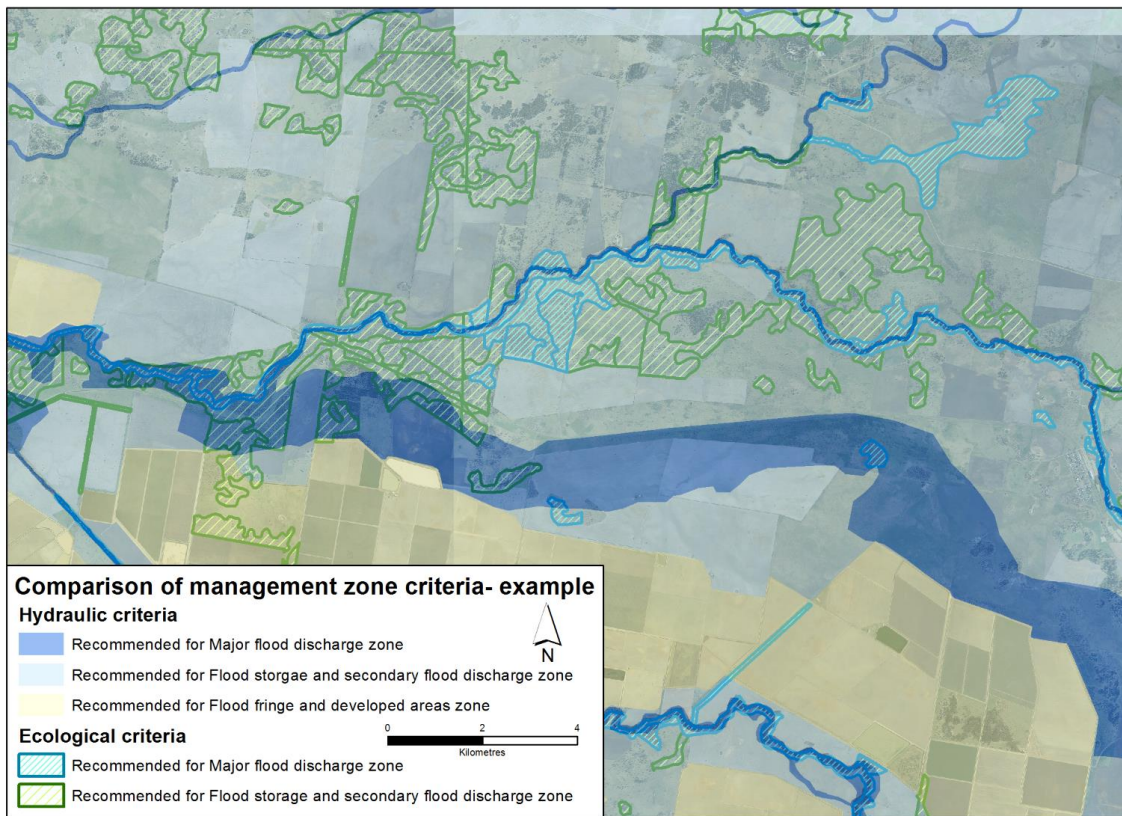 Comparison of management zone criteria- example
Hydraulic criteria
Recommended for Major flood discharge zone
Recommended for Flood storgae and secondary flood discharge zone
Recommended for Flood fringe and developed areas zone
N
0 2 4
Kilometres
Ecological criteria
Recommended for Major flood discharge zone
Recommended for Flood storage and secondary flood discharge zone